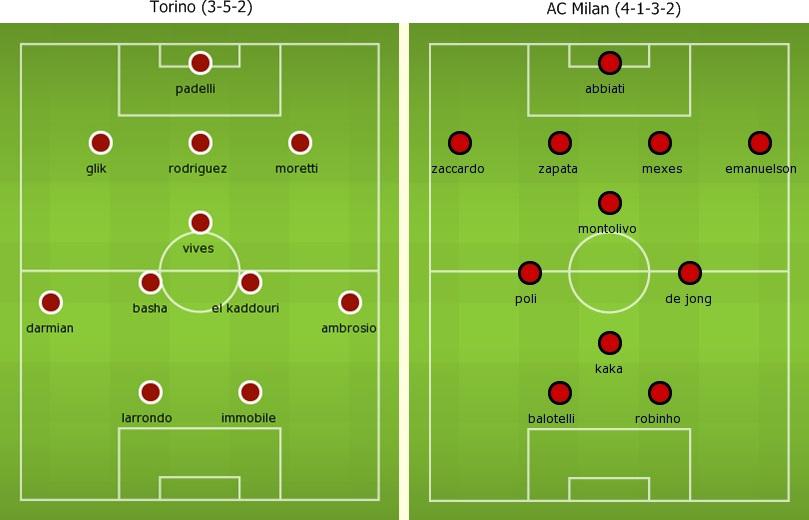 Torino (3-5-2)
padelli
glik rodriguez moretti
vives
basha el kaddouri
darmian ambrosio
larrondo immobile
AC Milan (4-1-3-2)
abbiati
zaccardo zapata mexes emanuelson
montolivo
poli de jong
kaka
balotelli robinho